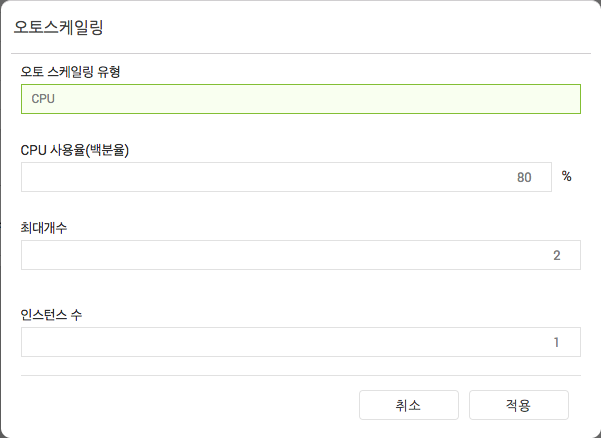 오토스케일링
오토 스케일링 유형
CPU
CPU 사용율(백분율)
80 %
최대개수
2
인스턴스 수
1
취소 적용